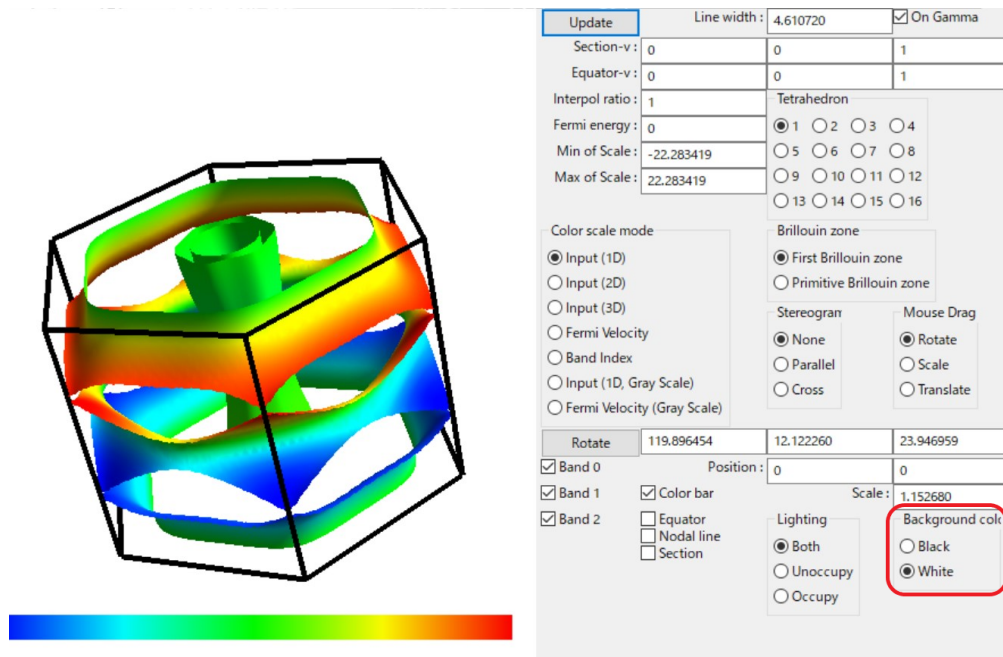 Update Line width : 4.610720 On Gamma
Section-v : 0 0 1
Equator-v : 0 0 1
Interpol ratio : 1
Fermi energy : 0
Min of Scale : -22.283419
Max of Scale : 22.283419
Tetrahedron
1 2 3 4
5 6 7 8
9 10 11 12
13 14 15 16
Color scale mode
Input (1D)
Input (2D)
Input (3D)
Fermi Velocity
Band Index
Input (1D, Gray Scale)
Fermi Velocity (Gray Scale)
Brillouin zone
First Brillouin zone
Primitive Brillouin zone
Stereogran
None
Parallel
Cross
Mouse Drag
Rotate
Scale
Translate
Rotate 119.896454 12.122260 23.946959
Band 0 Position : 0 0
Band 1 Color bar Scale : 1.152680
Band 2
Equator
Nodal line
Section
Lighting
Both
Unoccupy
Occupy
Background colo
Black
White